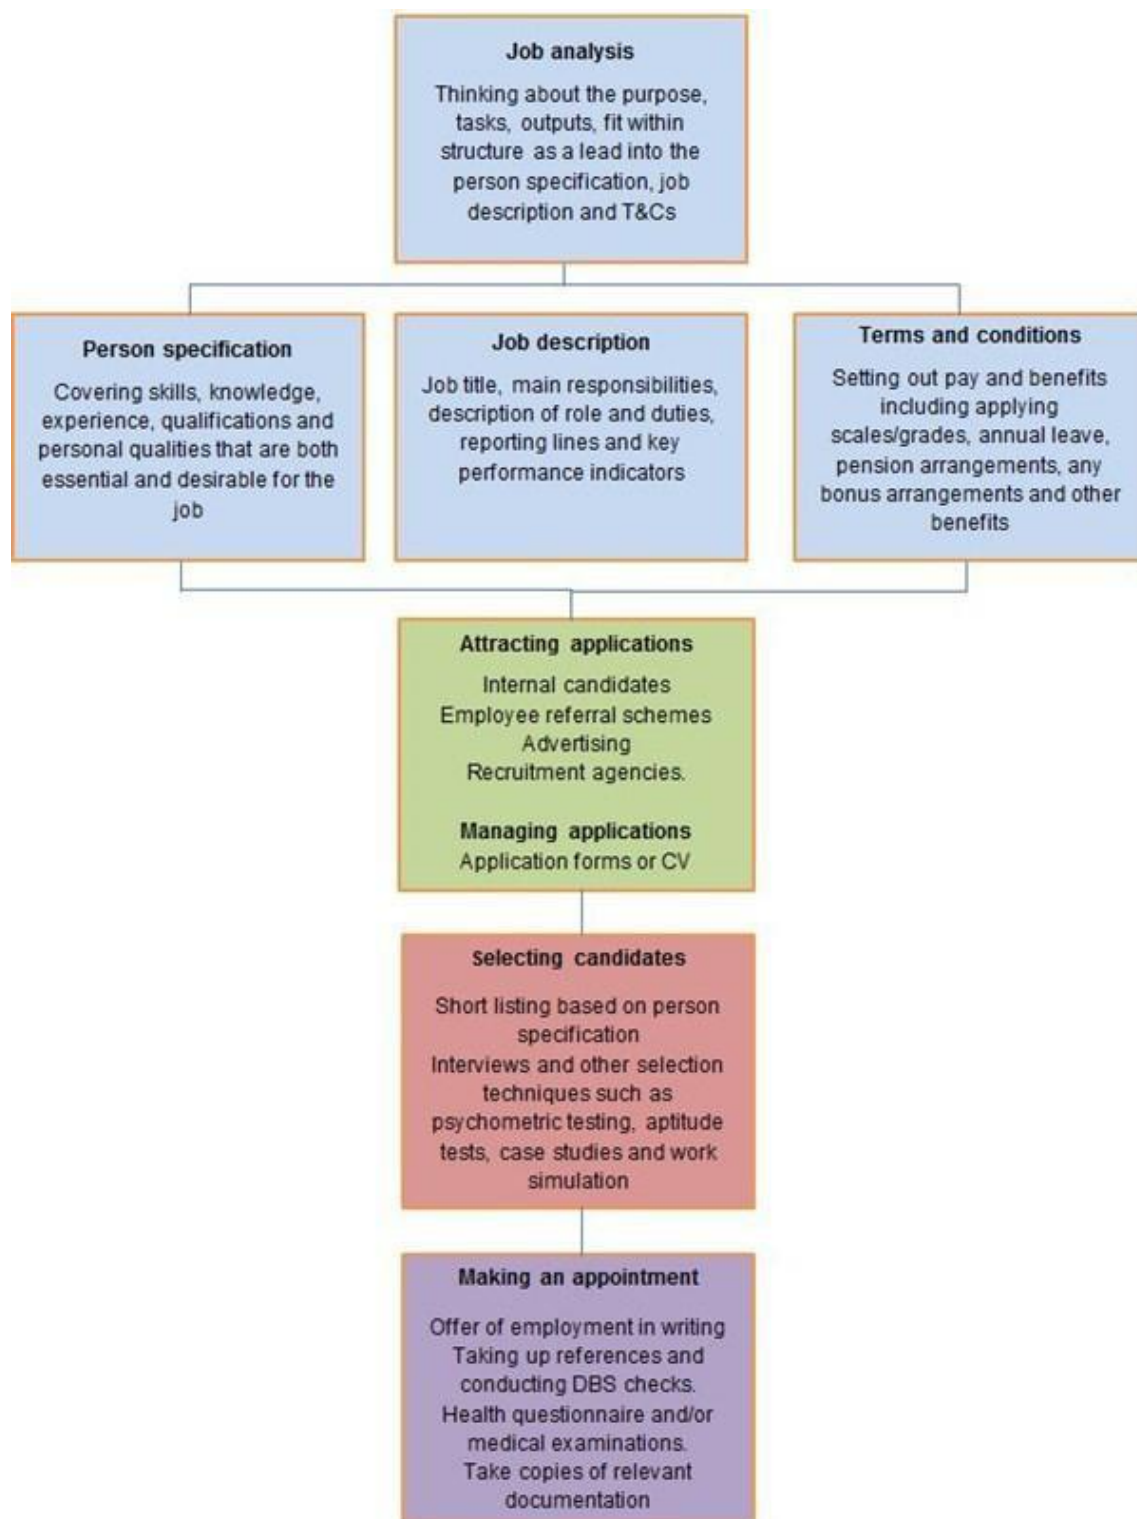 Job analysis
Thinking about the purpose,
tasks, outputs, fit within
structure as a lead into the
person specification, job
description and T&Cs
Person specification
Covering skills, knowledge,
experience, qualifications and
personal qualities that are both
essential and desirable for the
job
Job description
Job title, main responsibilities,
description of role and duties,
reporting lines and key
performance indicators
Terms and conditions
Setting out pay and benefits
including applying
scales/grades, annual leave,
pension arrangements, any
bonus arrangements and other
benefits
Attracting applications
Internal candidates
Employee referral schemes
Advertising
Recruitment agencies.
Managing applications
Application forms or CV
Selecting candidates
Short listing based on person
specification
Interviews and other selection
techniques such as
psychometric testing, aptitude
tests, case studies and work
simulation
Making an appointment
Offer of employment in writing
Taking up references and
conducting DBS checks.
Health questionnaire and/or
medical examinations.
Take copies of relevant
documentation